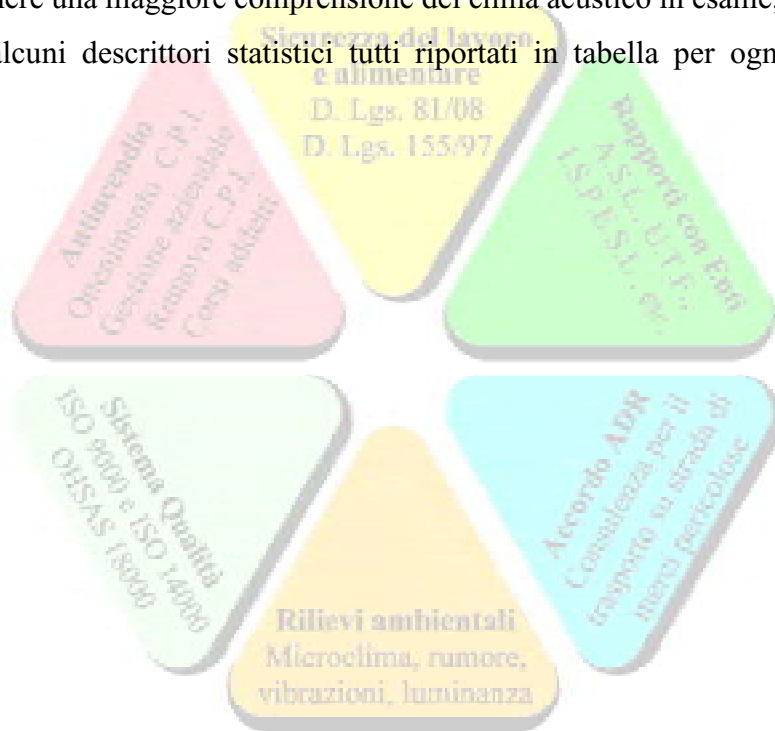 nere una maggiore comprensione del clima acustico in esame,
alcuni descrittori statistici tutti riportati in tabella per ogn
Sicurezza del lavoro
e alimentare
D. Lgs. 81/08
D. Lgs. 155/97
Antincendio
Ottenimento C.P.I.
Gestione aziendale
Rinnovo C.P.I.
Corsi addetti
Rapporti con Enti
A.S.L., U.T.F.,
I.S.P.E.S.L., etc.
Sistema Qualità
ISO 9000 e ISO 14000
OHSAS 18000
Accordo ADR
Consulenza per il
trasporto su strada di
merci pericolose
Rilievi ambientali
Microclima, rumore,
vibrazioni, luminanza